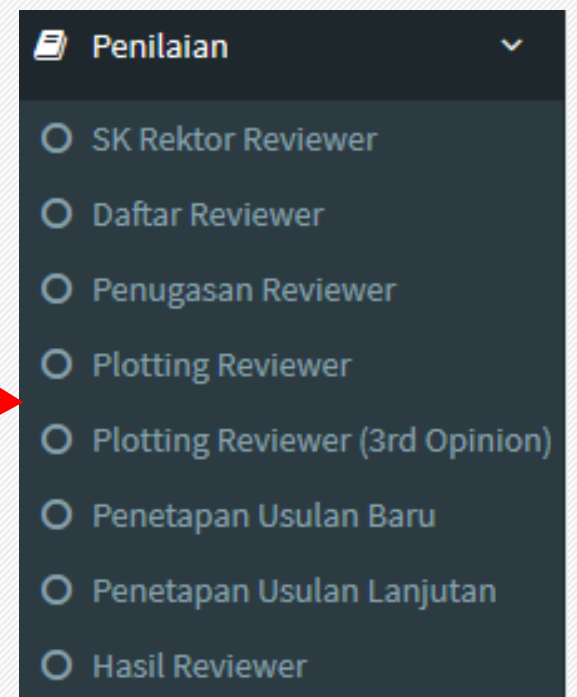 Penilaian
SK Rektor Reviewer
Daftar Reviewer
Penugasan Reviewer
Plotting Reviewer
Plotting Reviewer (3rd Opinion)
Penetapan Usulan Baru
Penetapan Usulan Lanjutan
Hasil Reviewer